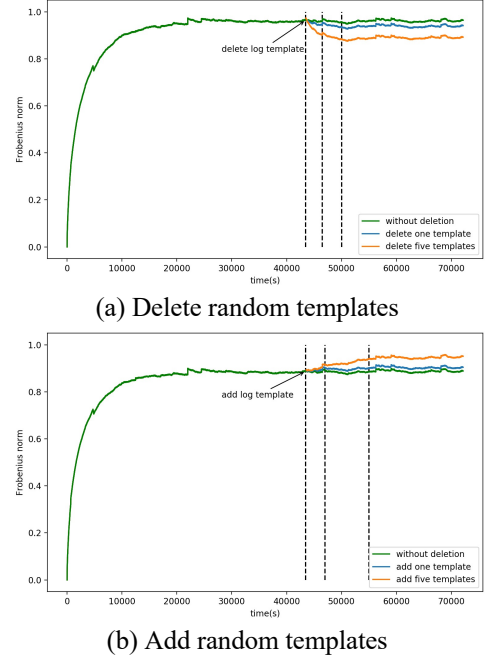 1.0
0.8
0.6
0.4
0.2
0.0
Frobenius norm
delete log template
without deletion
delete one template
delete five templates
0 10000 20000 30000 40000 50000 60000 70000
time(s)
(a) Delete random templates
1.0
0.8
0.6
0.4
0.2
0.0
Frobenius norm
add log template
without deletion
add one template
add five templates
0 10000 20000 30000 40000 50000 60000 70000
time(s)
(b) Add random templates